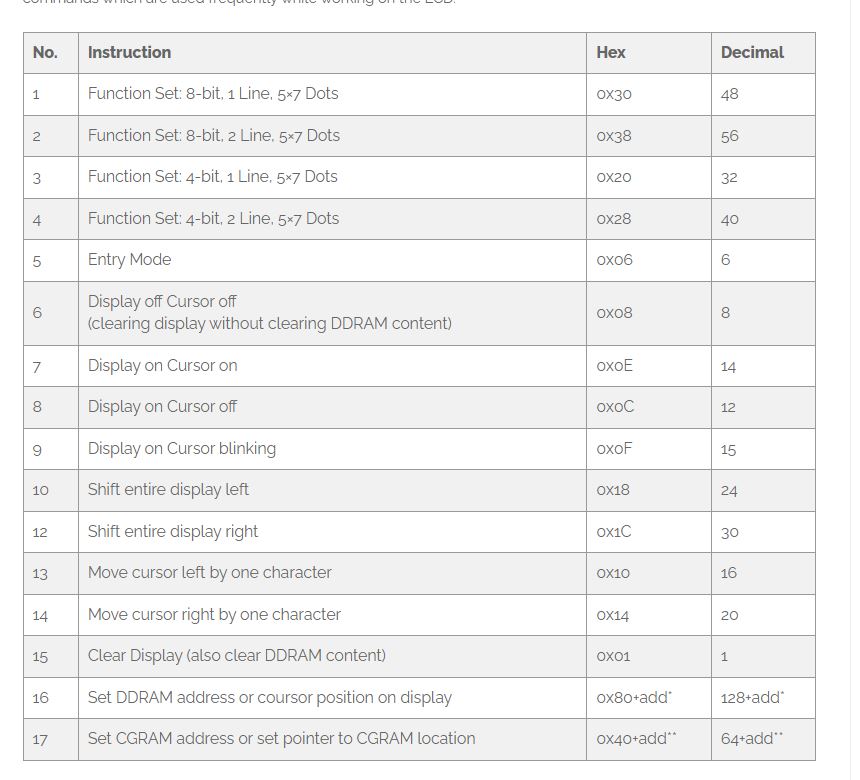 commands which are used frequently while working on the LCD.
No. Instruction Hex Decimal
1 Function Set: 8-bit, 1 Line, 5×7 Dots 0x30 48
2 Function Set: 8-bit, 2 Line, 5×7 Dots 0x38 56
3 Function Set: 4-bit, 1 Line, 5×7 Dots 0x20 32
4 Function Set: 4-bit, 2 Line, 5×7 Dots 0x28 40
5 Entry Mode 0x06 6
6 Display off Cursor off
(clearing display without clearing DDRAM content) 0x08 8
7 Display on Cursor on 0x0E 14
8 Display on Cursor off 0x0C 12
9 Display on Cursor blinking 0x0F 15
10 Shift entire display left 0x18 24
12 Shift entire display right 0x1C 30
13 Move cursor left by one character 0x10 16
14 Move cursor right by one character 0x14 20
15 Clear Display (also clear DDRAM content) 0x01 1
16 Set DDRAM address or coursor position on display 0x80+add* 128+add*
17 Set CGRAM address or set pointer to CGRAM location 0x40+add** 64+add**